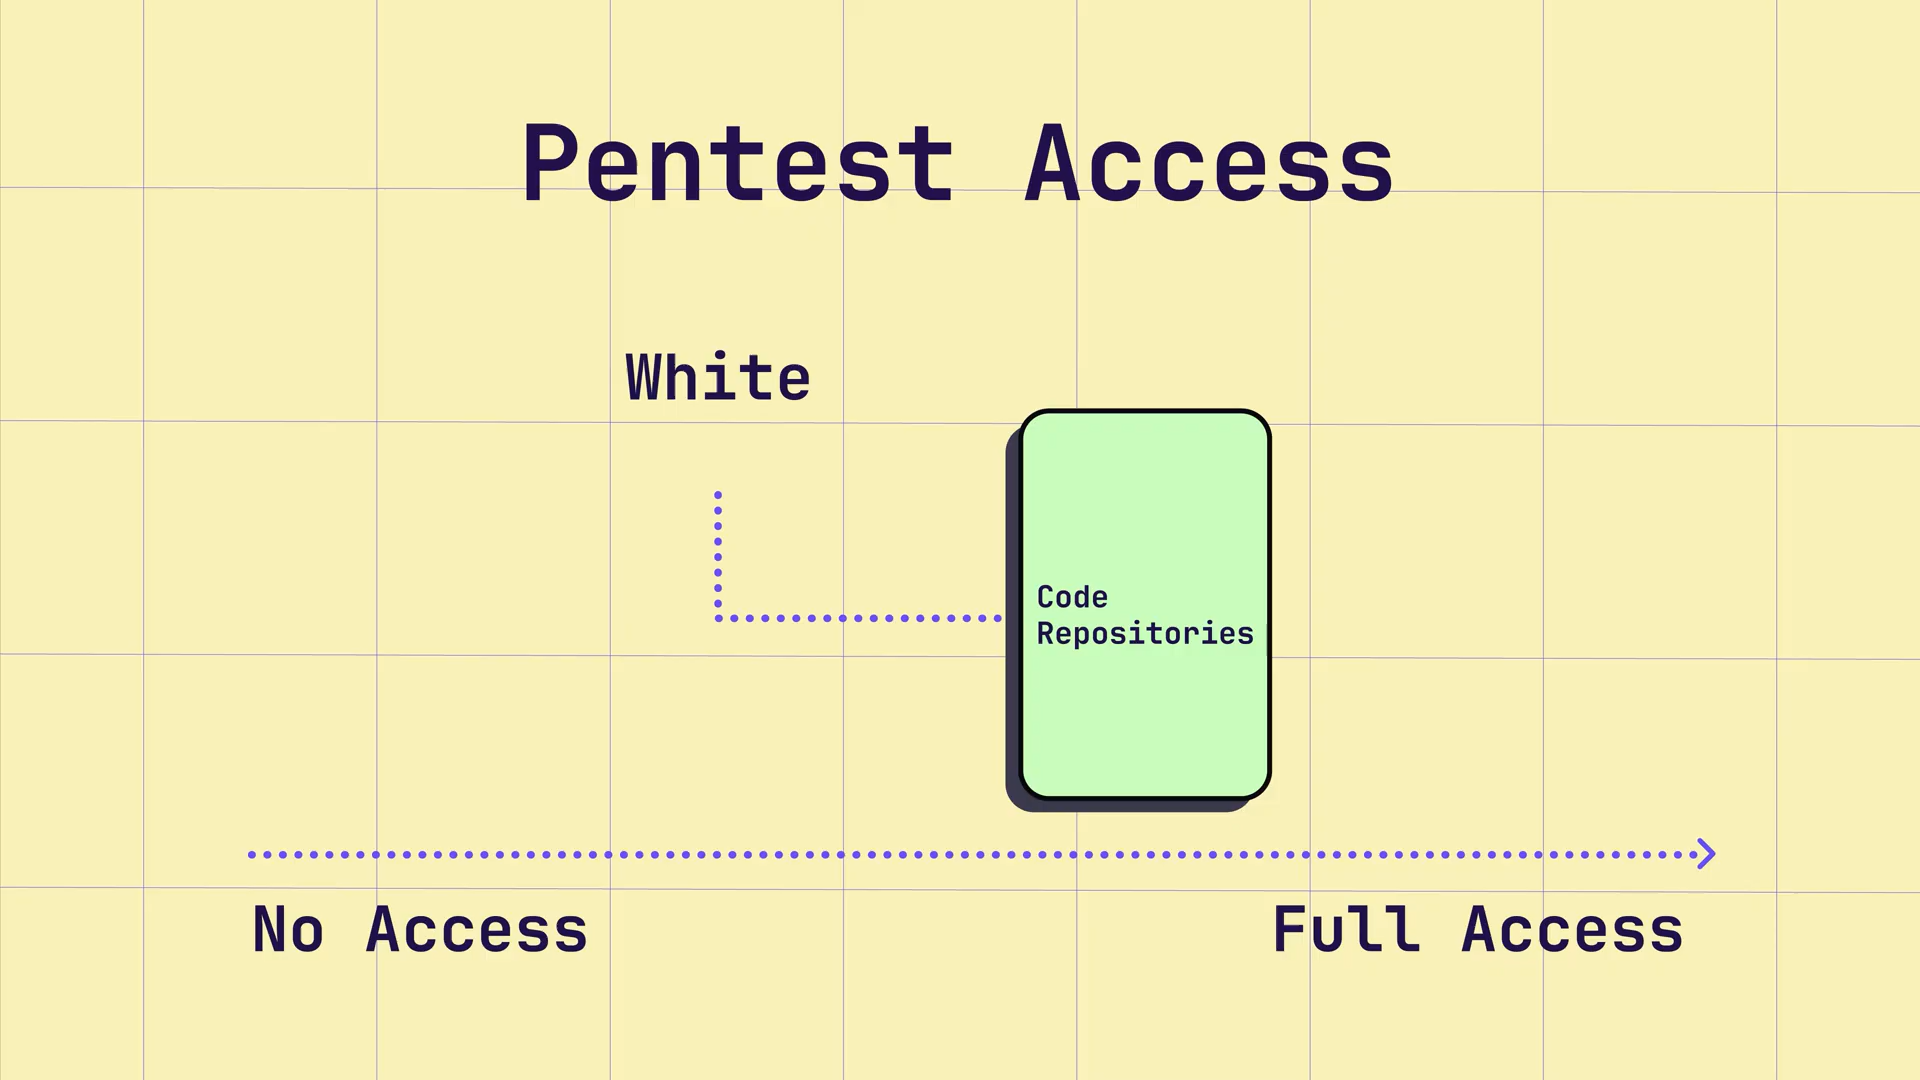 Pentest Access
White
Code
Repositories
No Access
Full Access